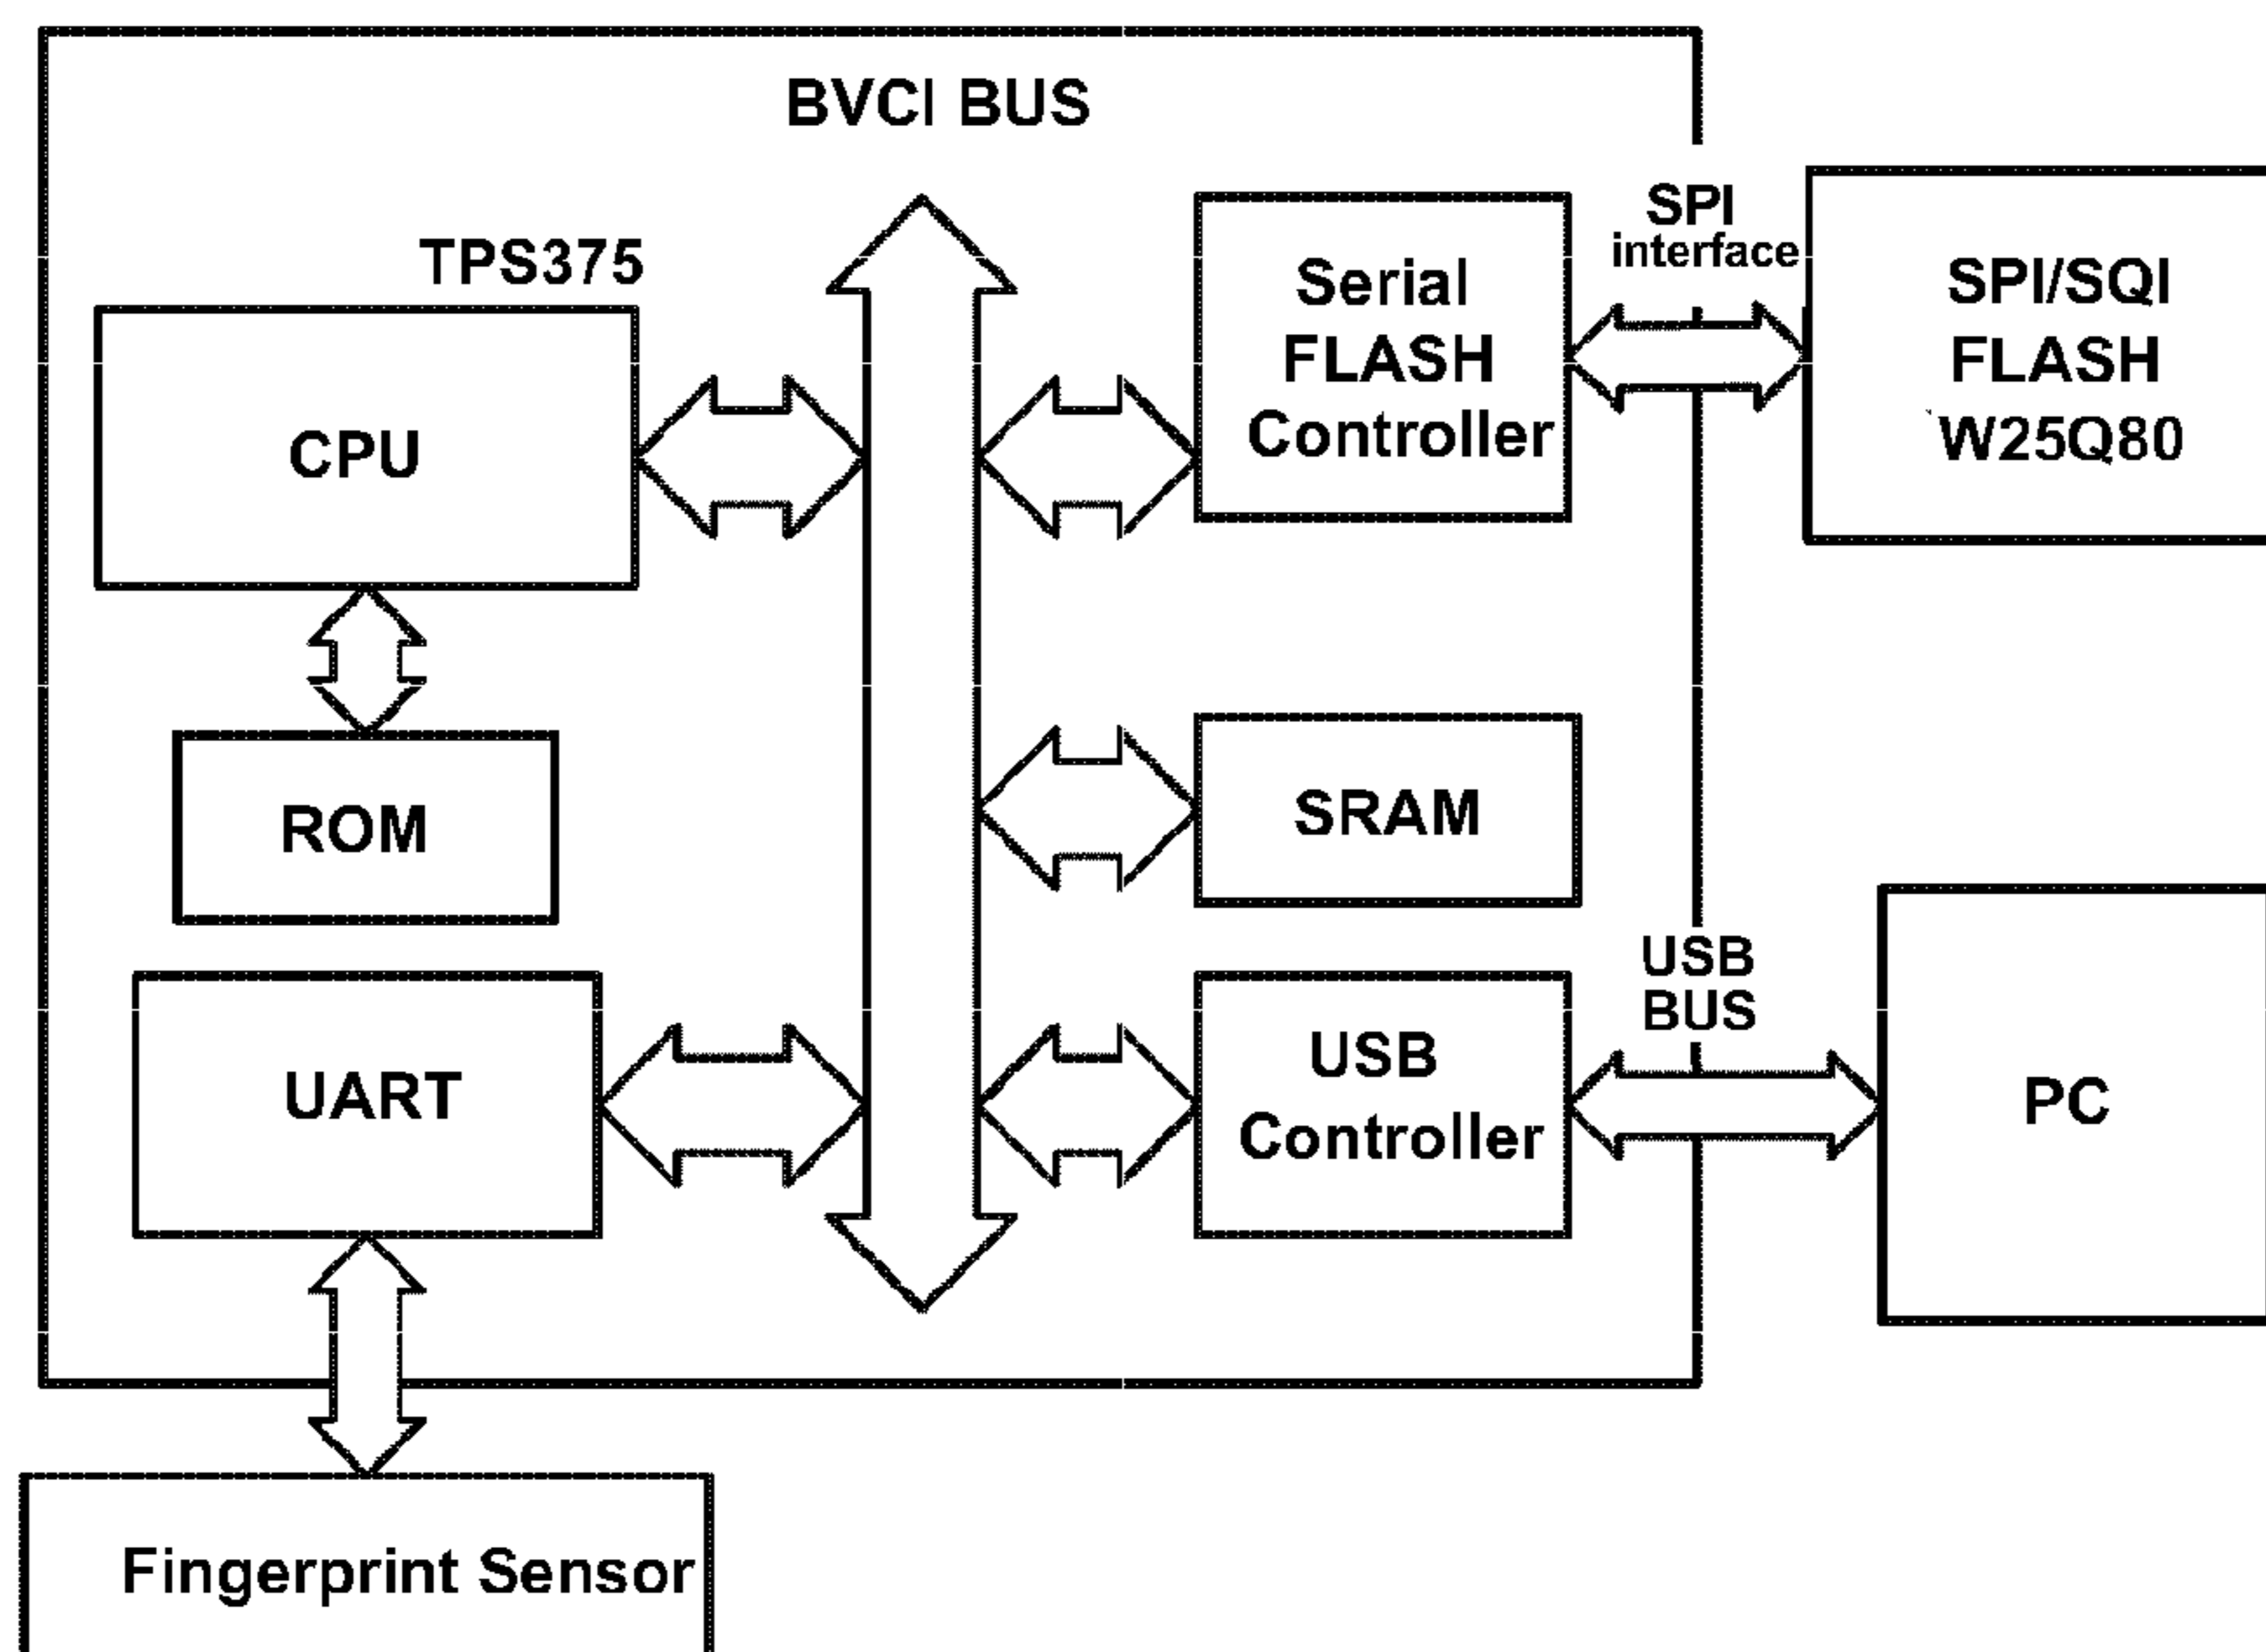 BVCI BUS
TPS375
CPU
ROM
UART
Serial
FLASH
Controller
SPI
interface
SPI/SQI
FLASH
W25Q80
SRAM
USB
Controller
USB
BUS
PC
Fingerprint Sensor